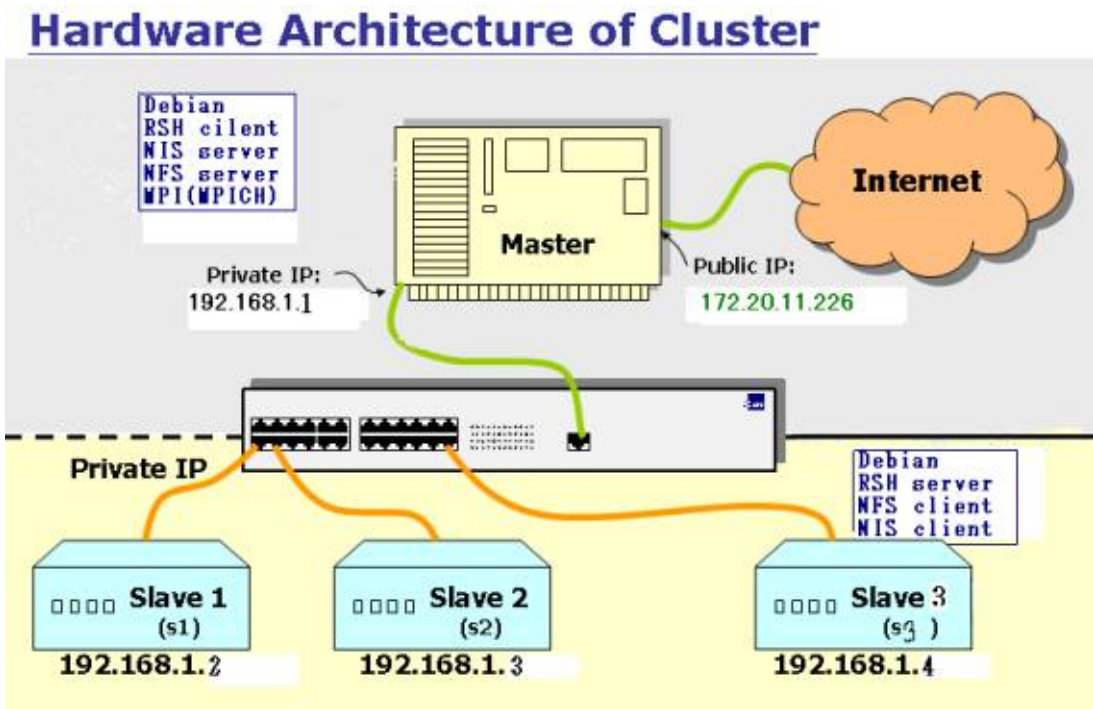 Hardware Architecture of Cluster
Debian
RSH cilent
NIS server
NFS server
MPI(MPICH)
Master
Internet
Private IP:
192.168.1.1
Public IP:
172.20.11.226
Private IP
Debian
RSH server
NFS client
NIS client
Slave 1
(s1)
192.168.1.2
Slave 2
(s2)
192.168.1.3
Slave 3
(s3 )
192.168.1.4